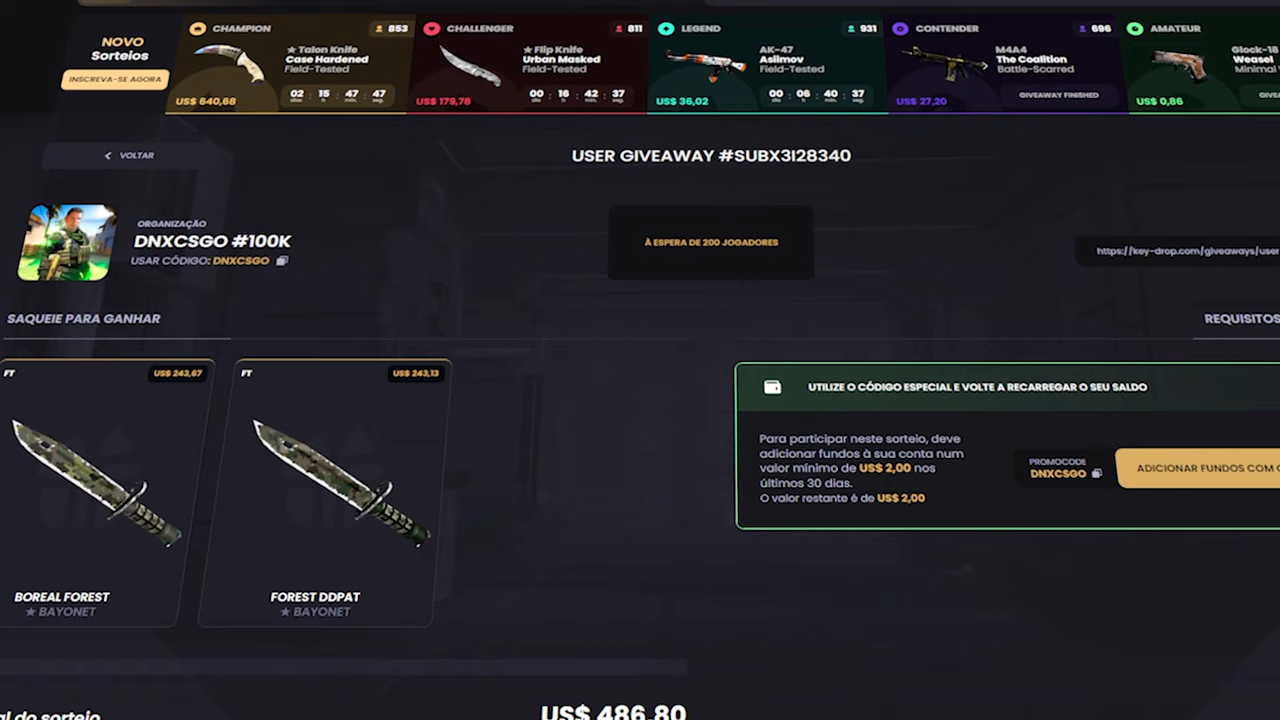 NOVO
Sorteios
INSCREVA-SE AGORA
CHAMPION
853
★ Talon Knife
Case Hardened
Field-Tested
US$ 640,68
02 : 15 : 47 : 47
CHALLENGER
811
★ Flip Knife
Urban Masked
Field-Tested
US$ 179,78
00 : 16 : 42 : 37
LEGEND
931
AK-47
Asiimov
Field-Tested
US$ 36,02
00 : 06 : 40 : 37
CONTENDER
696
M4A4
The Coalition
Battle-Scarred
US$ 27,20
GIVEAWAY FINISHED
AMATEUR
Glock-18
Weasel
Minimal
US$ 0,86
VOLTAR
USER GIVEAWAY #SUBX3I28340
ORGANIZAÇÃO
DNXCSGO #100K
USAR CÓDIGO: DNXCSGO
À ESPERA DE 200 JOGADORES
https://key-drop.com/giveaways/user
SAQUEIE PARA GANHAR
REQUISITOS
FT
US$ 243,67
BOREAL FOREST
★ BAYONET
FT
US$ 243,13
FOREST DDPAT
★ BAYONET
UTILIZE O CÓDIGO ESPECIAL E VOLTE A RECARREGAR O SEU SALDO
Para participar neste sorteio, deve
adicionar fundos à sua conta num
valor mínimo de US$ 2,00 nos
últimos 30 dias.
O valor restante é de US$ 2,00
PROMOCODE
DNXCSGO
ADICIONAR FUNDOS COM
al do sorteio
US$ 486,80